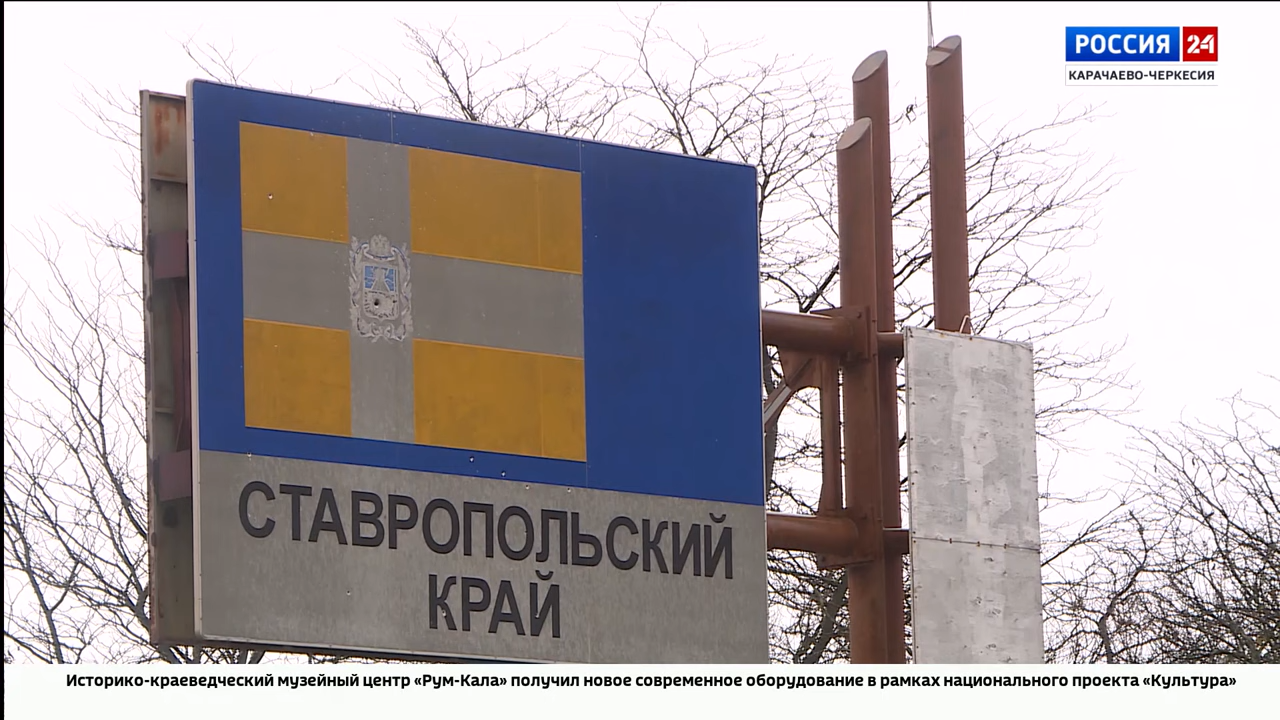 РОССИЯ 24
КАРАЧАЕВО-ЧЕРКЕСИЯ
СТАВРОПОЛЬСКИЙ
КРАЙ
Историко-краеведческий музейный центр «Рум-Кала» получил новое современное оборудование в рамках национального проекта «Культура»